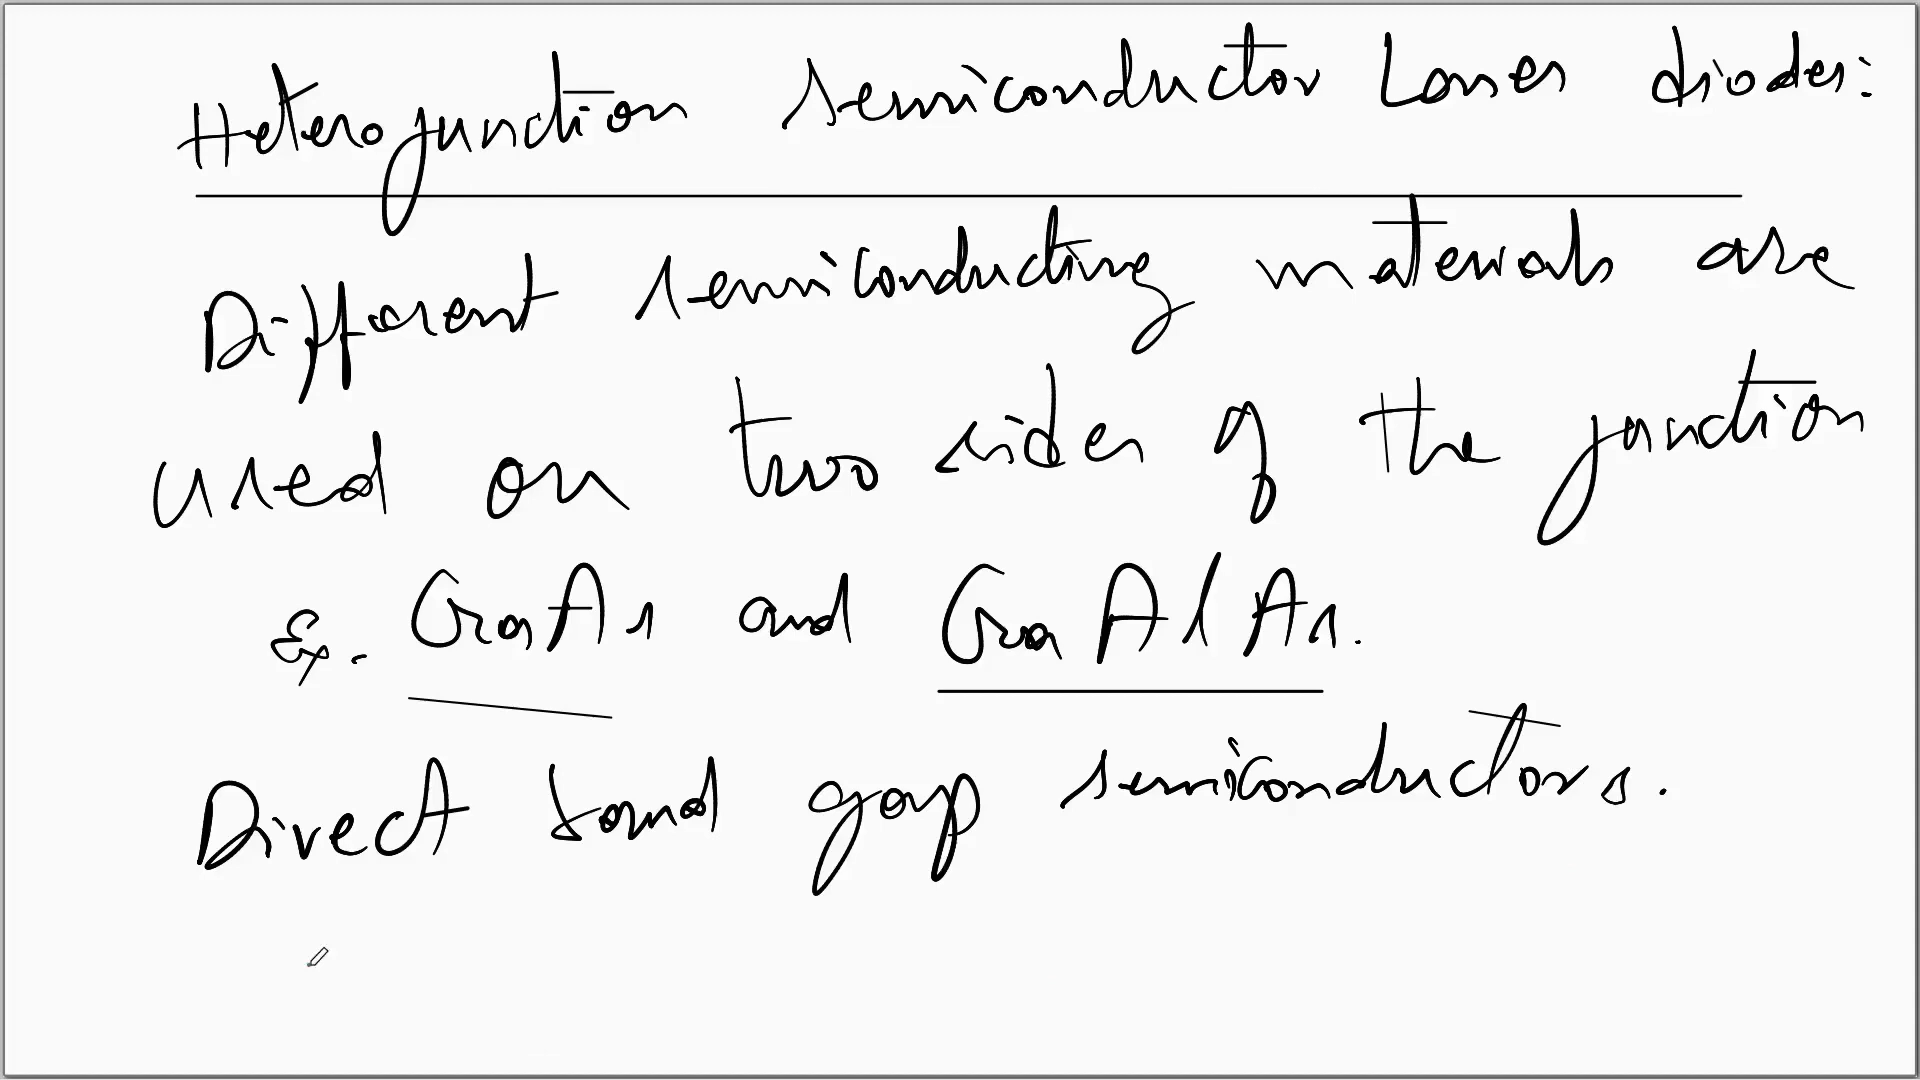 Heterojunction semiconductor Laser diodes:
Different semiconducting materials are
used on two sides of the junction
Ex. GaAs and GaAlAs.
Direct band gap semiconductors.